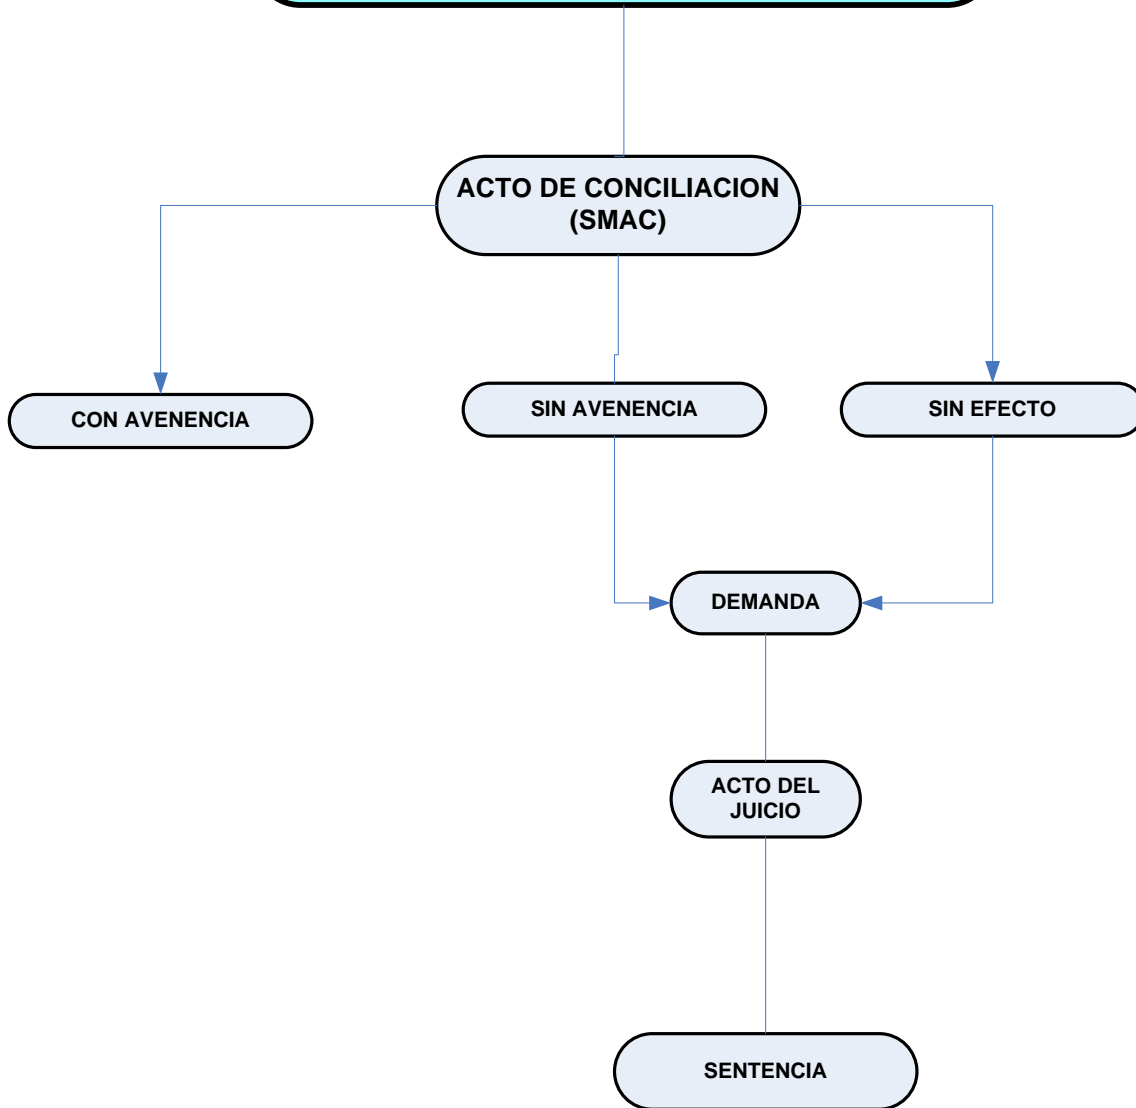 ACTO DE CONCILIACION
(SMAC)
CON AVENENCIA
SIN AVENENCIA
SIN EFECTO
DEMANDA
ACTO DEL
JUICIO
SENTENCIA